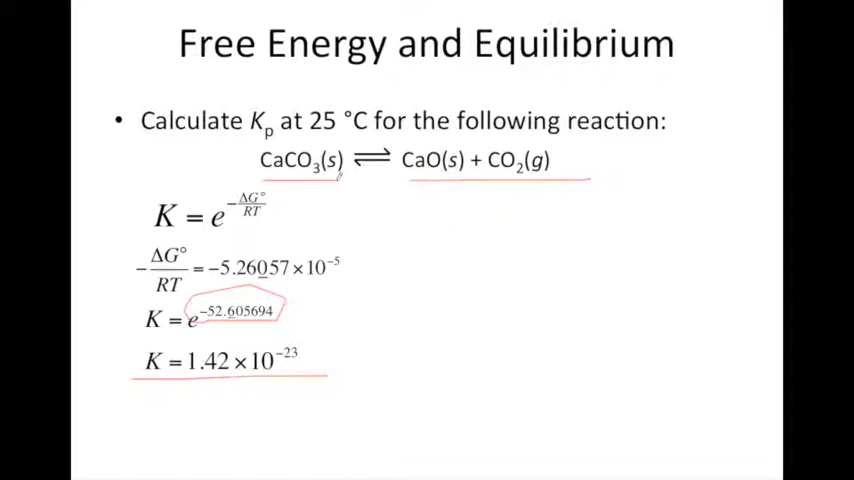 Free Energy and Equilibrium
• Calculate Kₚ at 25 °C for the following reaction:
CaCO₃(s) ⇌ CaO(s) + CO₂(g)
K = e^(−ΔG°/RT)
−ΔG°/RT = −5.26057 × 10⁻⁵
K = e^(−52.605694)
K = 1.42 × 10⁻²³